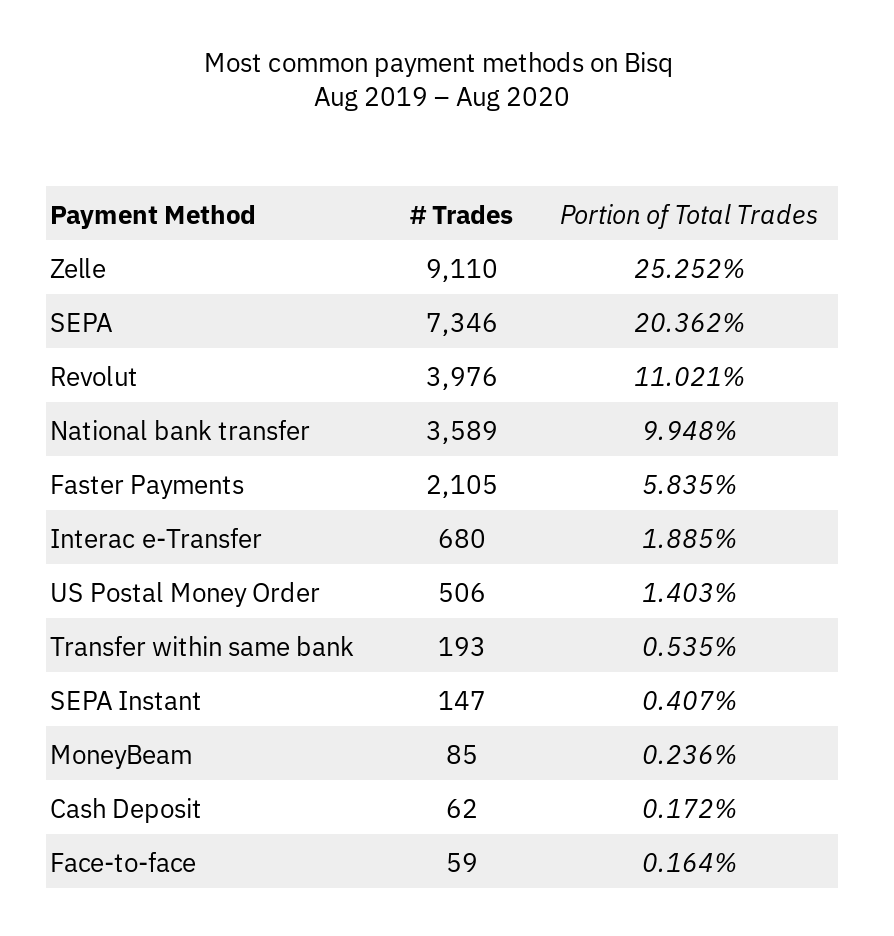 Most common payment methods on Bisq
Aug 2019 – Aug 2020
Payment Method # Trades Portion of Total Trades
Zelle 9,110 25.252%
SEPA 7,346 20.362%
Revolut 3,976 11.021%
National bank transfer 3,589 9.948%
Faster Payments 2,105 5.835%
Interac e-Transfer 680 1.885%
US Postal Money Order 506 1.403%
Transfer within same bank 193 0.535%
SEPA Instant 147 0.407%
MoneyBeam 85 0.236%
Cash Deposit 62 0.172%
Face-to-face 59 0.164%